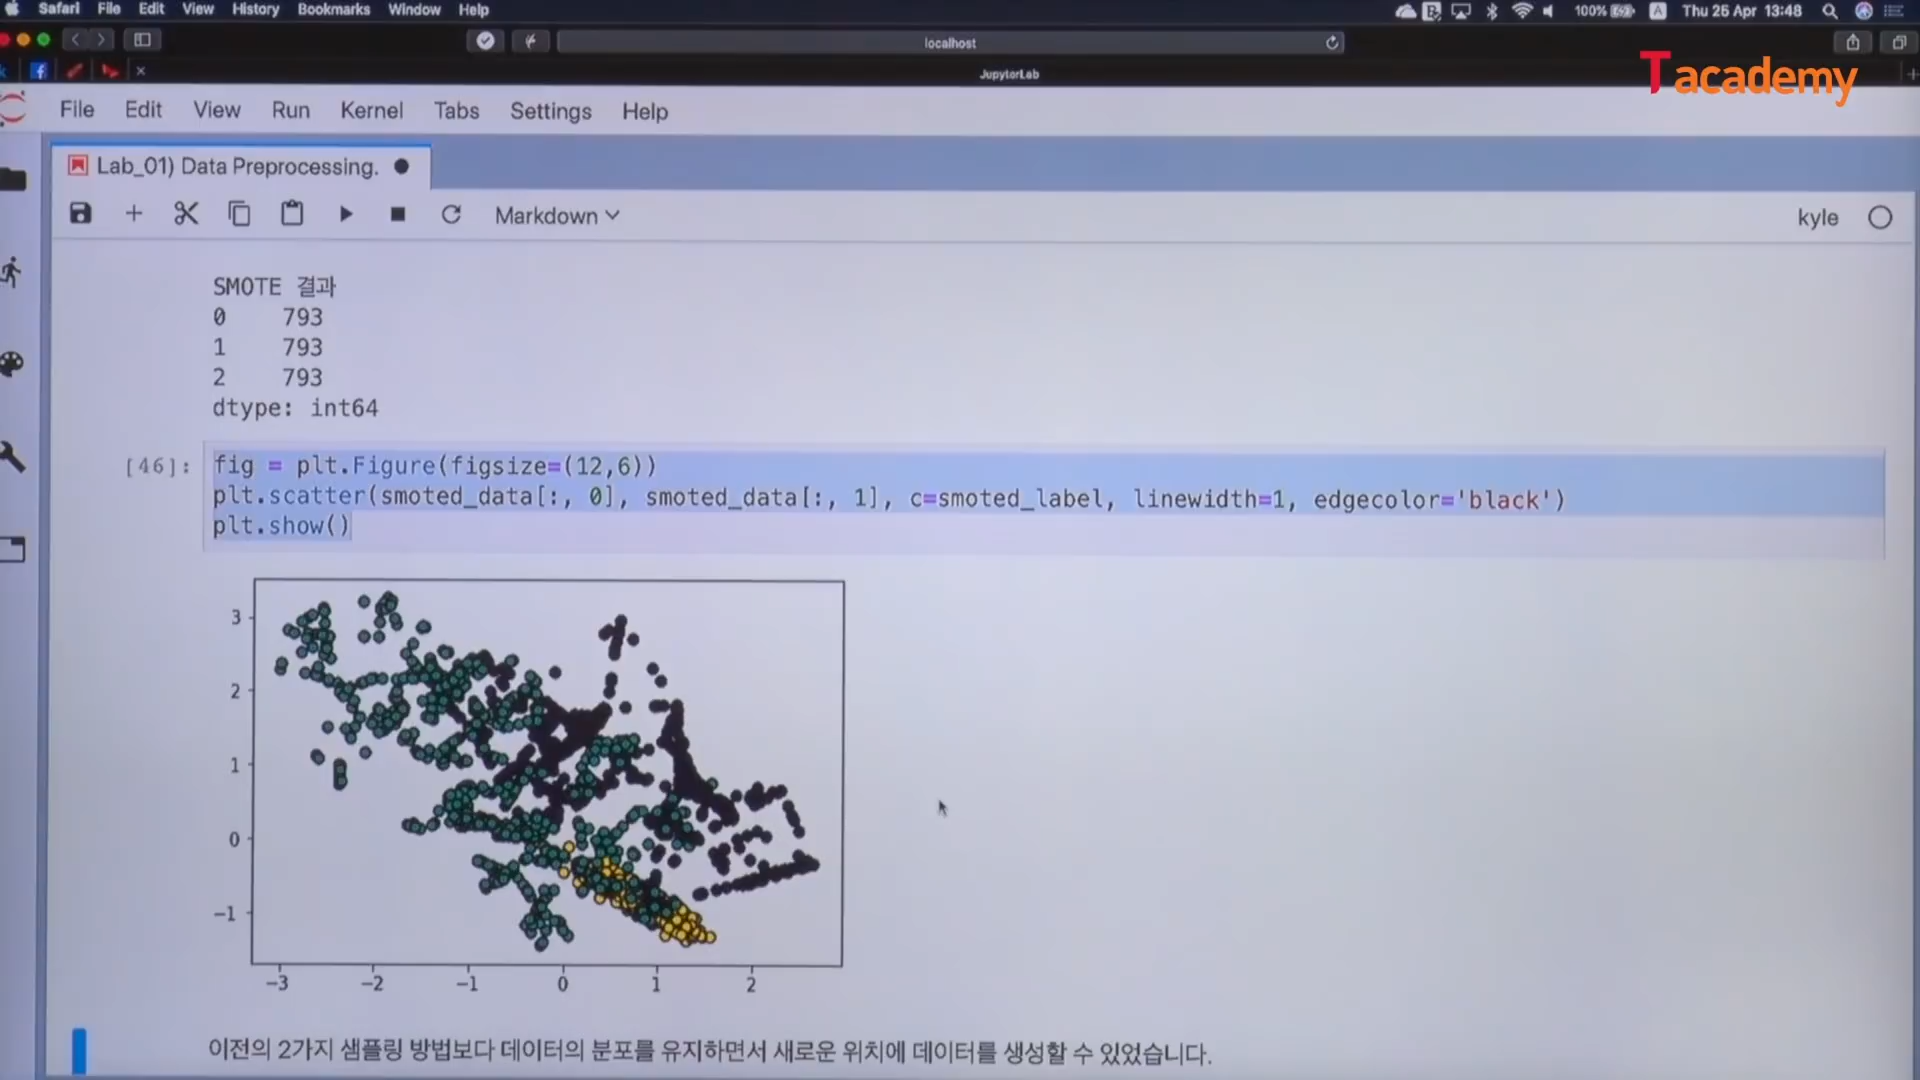 Safari File Edit View History Bookmarks Window Help
100% A Thu 25 Apr 13:48
localhost
JupyterLab
T academy
File Edit View Run Kernel Tabs Settings Help
Lab_01) Data Preprocessing.
Markdown
kyle
SMOTE 결과
0 793
1 793
2 793
dtype: int64
[46]:
fig = plt.Figure(figsize=(12,6))
plt.scatter(smoted_data[:, 0], smoted_data[:, 1], c=smoted_label, linewidth=1, edgecolor='black')
plt.show()
3
2
1
0
−1
−3 −2 −1 0 1 2
이전의 2가지 샘플링 방법보다 데이터의 분포를 유지하면서 새로운 위치에 데이터를 생성할 수 있었습니다.